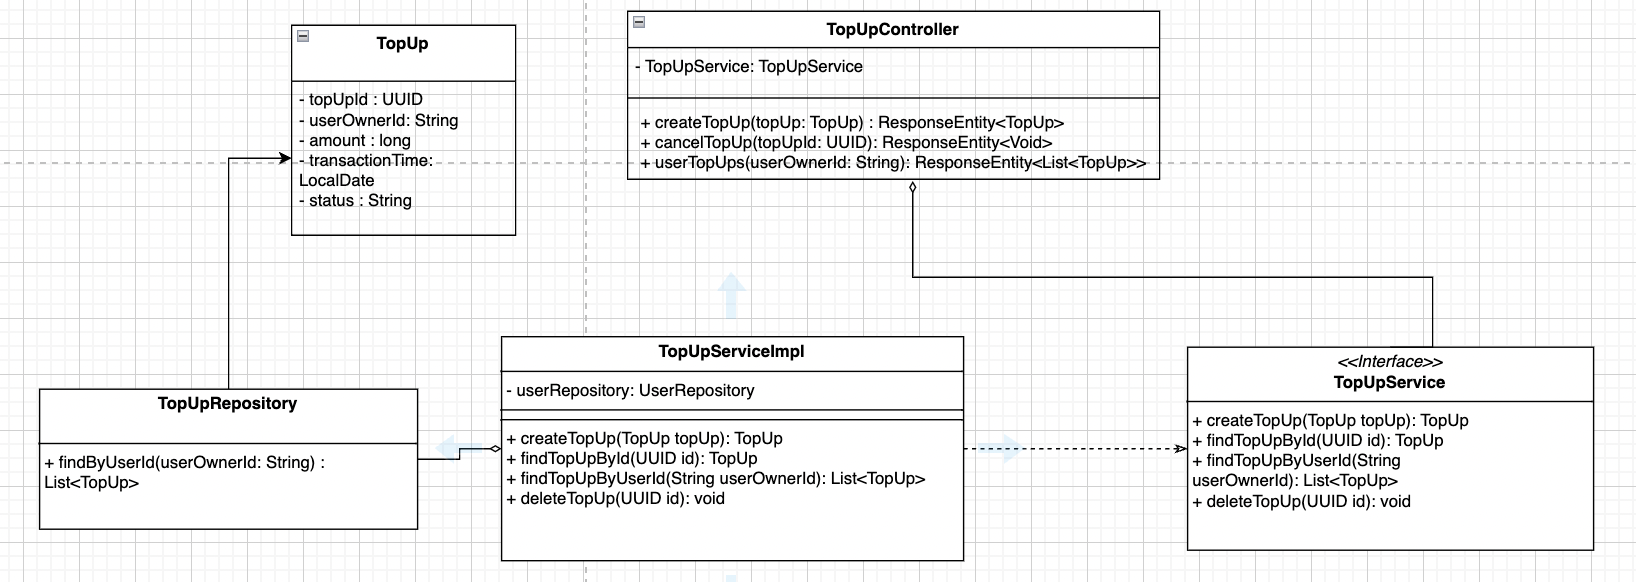 TopUp
- topUpId : UUID
- userOwnerId: String
- amount : long
- transactionTime:
LocalDate
- status : String
TopUpController
- TopUpService: TopUpService
+ createTopUp(topUp: TopUp) : ResponseEntity<TopUp>
+ cancelTopUp(topUpId: UUID): ResponseEntity<Void>
+ userTopUps(userOwnerId: String): ResponseEntity<List<TopUp>>
TopUpRepository
+ findByUserId(userOwnerId: String) :
List<TopUp>
TopUpServiceImpl
- userRepository: UserRepository
+ createTopUp(TopUp topUp): TopUp
+ findTopUpById(UUID id): TopUp
+ findTopUpByUserId(String userOwnerId): List<TopUp>
+ deleteTopUp(UUID id): void
<<Interface>>
TopUpService
+ createTopUp(TopUp topUp): TopUp
+ findTopUpById(UUID id): TopUp
+ findTopUpByUserId(String
userOwnerId): List<TopUp>
+ deleteTopUp(UUID id): void